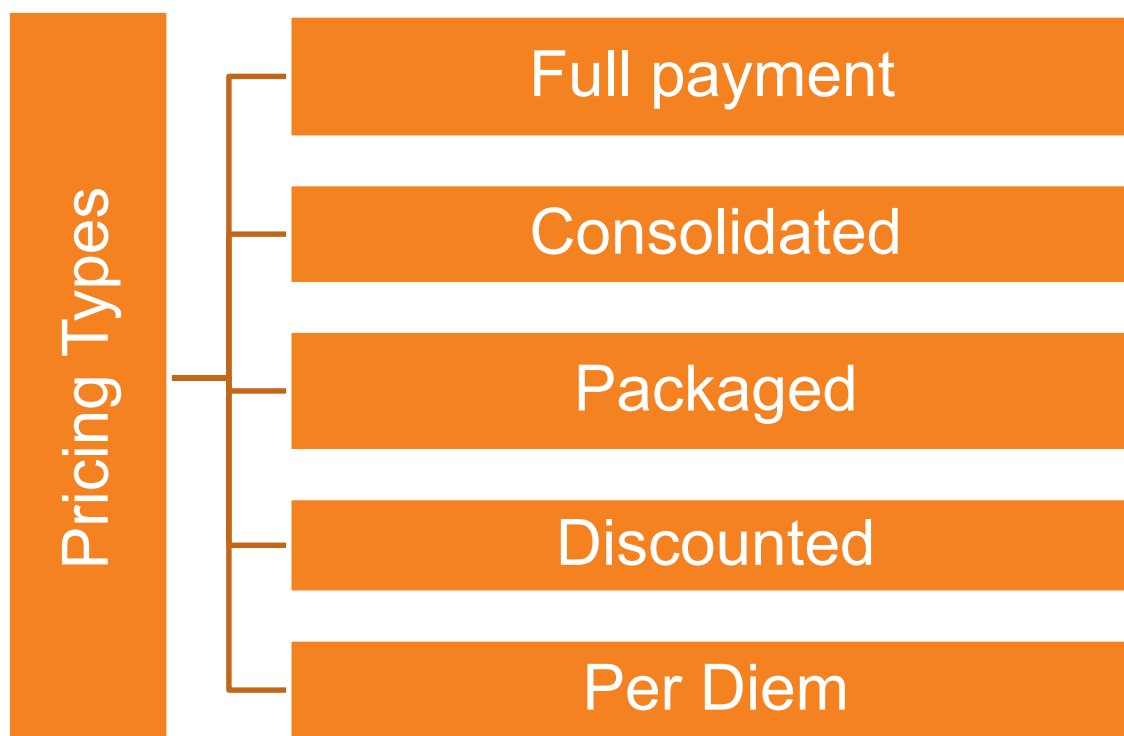 Pricing Types
Full payment
Consolidated
Packaged
Discounted
Per Diem